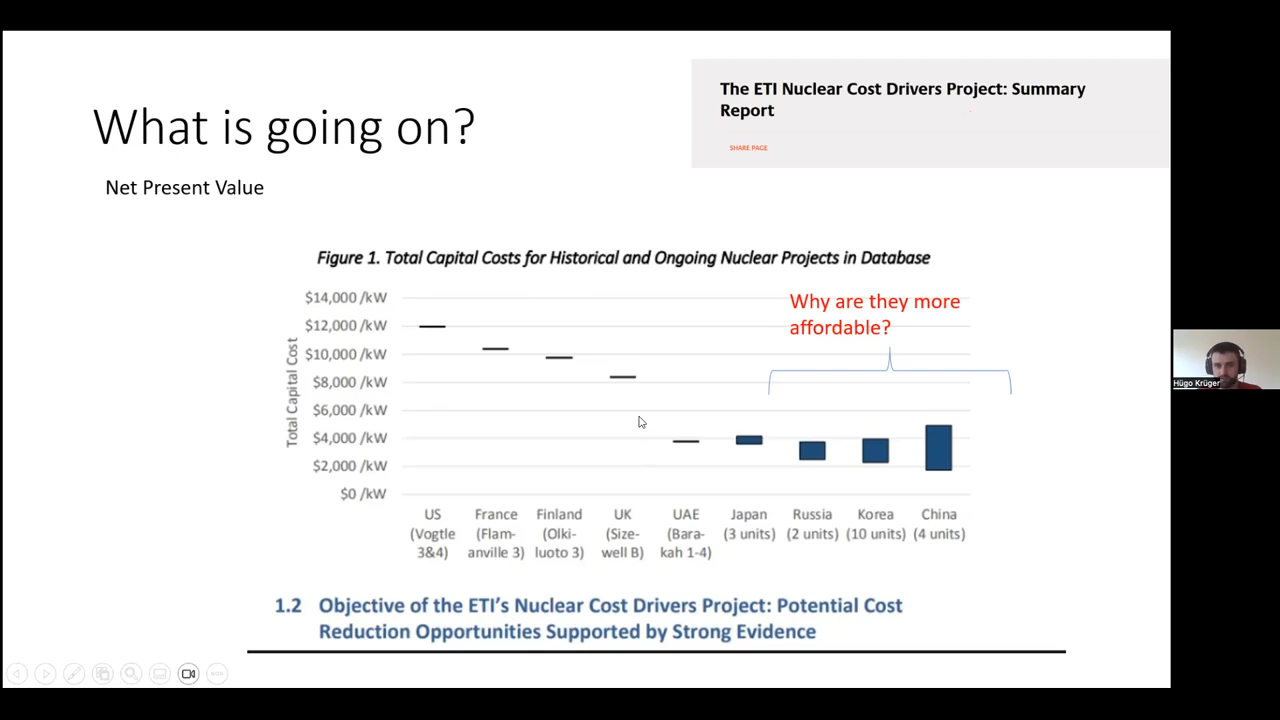 What is going on?
Net Present Value
The ETI Nuclear Cost Drivers Project: Summary
Report
SHARE PAGE
Figure 1. Total Capital Costs for Historical and Ongoing Nuclear Projects in Database
Why are they more
affordable?
Total Capital Cost
$14,000 /kW
$12,000 /kW
$10,000 /kW
$8,000 /kW
$6,000 /kW
$4,000 /kW
$2,000 /kW
$0 /kW
US
(Vogtle
3&4)
France
(Flam-
anville 3)
Finland
(Olki-
luoto 3)
UK
(Size-
well B)
UAE
(Bara-
kah 1-4)
Japan
(3 units)
Russia
(2 units)
Korea
(10 units)
China
(4 units)
1.2 Objective of the ETI's Nuclear Cost Drivers Project: Potential Cost
Reduction Opportunities Supported by Strong Evidence
Hügo Krüger